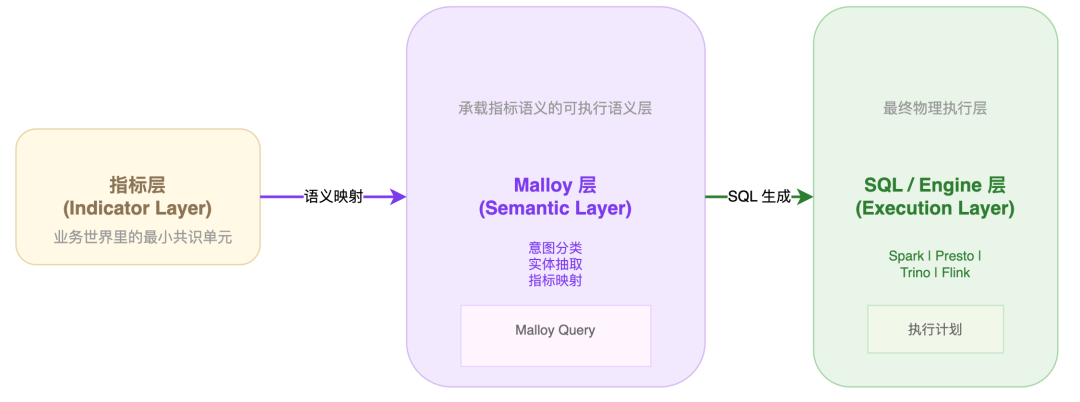 指标层
(Indicator Layer)
业务世界里的最小共识单元
语义映射
承载指标语义的可执行语义层
Malloy 层
(Semantic Layer)
意图分类
实体抽取
指标映射
Malloy Query
SQL 生成
最终物理执行层
SQL / Engine 层
(Execution Layer)
Spark | Presto |
Trino | Flink
执行计划